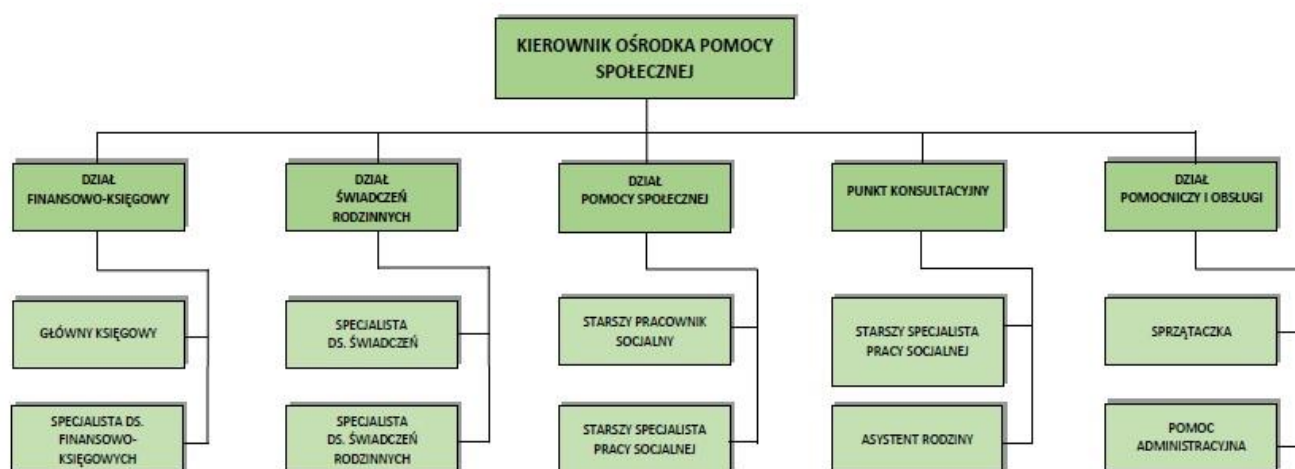 KIEROWNIK OŚRODKA POMOCY
SPOŁECZNEJ
DZIAŁ
FINANSOWO-KSIĘGOWY
DZIAŁ
ŚWIADCZEŃ
RODZINNYCH
DZIAŁ
POMOCY SPOŁECZNEJ
PUNKT KONSULTACYJNY
DZIAŁ
POMOCNICZY I OBSŁUGI
GŁÓWNY KSIĘGOWY
SPECJALISTA
DS. ŚWIADCZEŃ
STARSZY PRACOWNIK
SOCJALNY
STARSZY SPECJALISTA
PRACY SOCJALNEJ
SPRZĄTACZKA
SPECJALISTA DS.
FINANSOWO-
KSIĘGOWYCH
SPECJALISTA
DS. ŚWIADCZEŃ
RODZINNYCH
STARSZY SPECJALISTA
PRACY SOCJALNEJ
ASYSTENT RODZINY
POMOC
ADMINISTRACYJNA